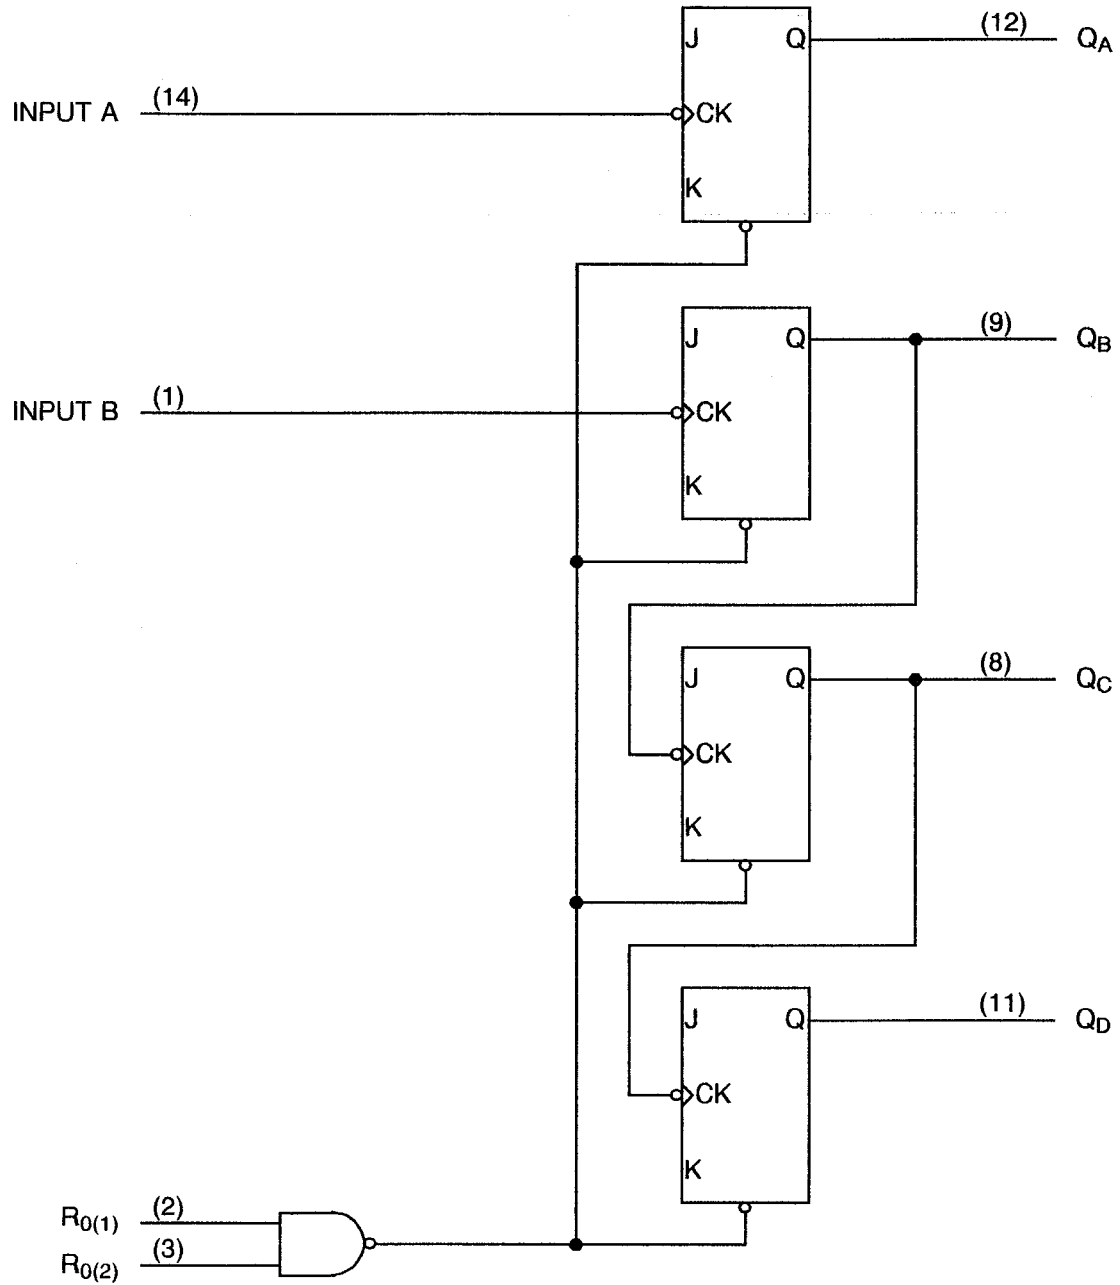 J Q (12) QA
INPUT A (14) CK
K
J Q (9) QB
INPUT B (1) CK
K
J Q (8) QC
CK
K
J Q (11) QD
CK
K
R0(1) (2)
R0(2) (3)